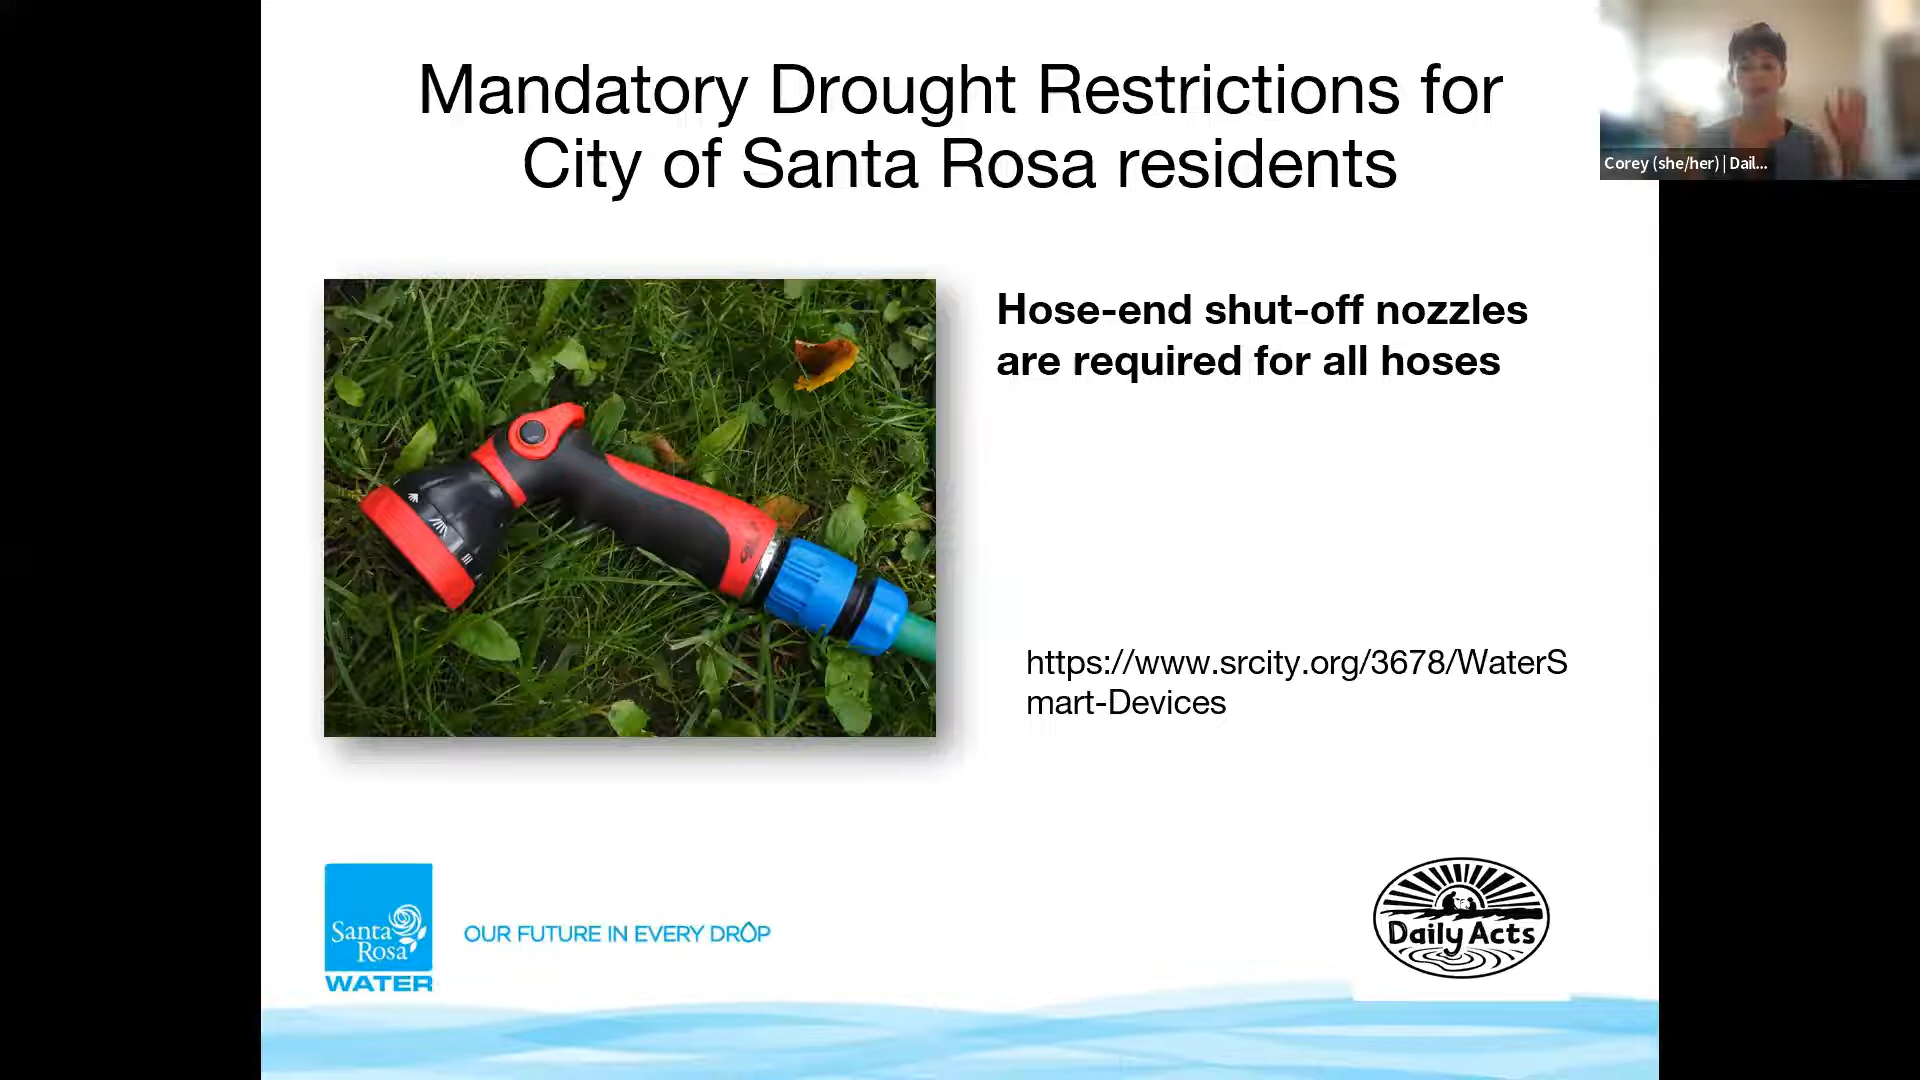 Mandatory Drought Restrictions for
City of Santa Rosa residents
Corey (she/her) | Dail...
Hose-end shut-off nozzles
are required for all hoses
https://www.srcity.org/3678/WaterS
mart-Devices
Santa
Rosa
WATER
OUR FUTURE IN EVERY DROP
Daily Acts